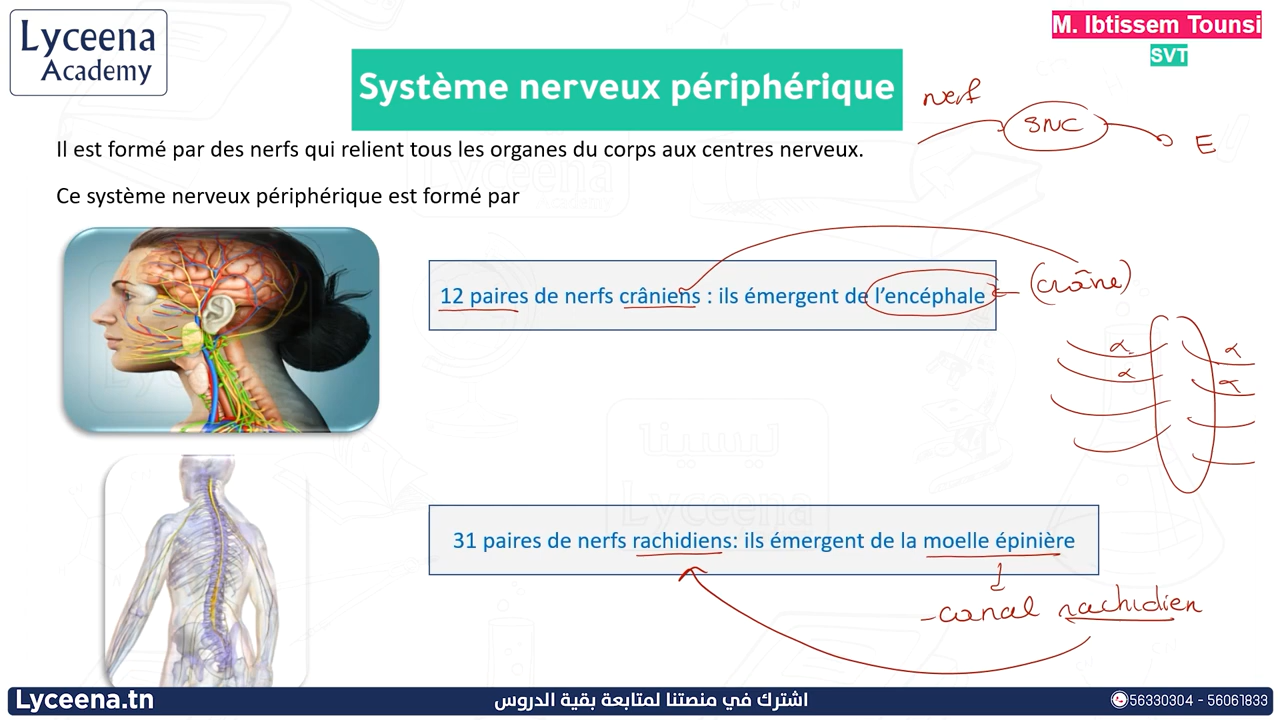 Lyceena
Academy
M. Ibtissem Tounsi
SVT
Système nerveux périphérique
nerf
SNC
E
Il est formé par des nerfs qui relient tous les organes du corps aux centres nerveux.
Ce système nerveux périphérique est formé par
12 paires de nerfs crâniens : ils émergent de l'encéphale
(crâne)
31 paires de nerfs rachidiens: ils émergent de la moelle épinière
-canal rachidien
ليسينا
Lyceena
Lyceena.tn
اشترك في منصتنا لمتابعة بقية الدروس
56330304 - 56061833